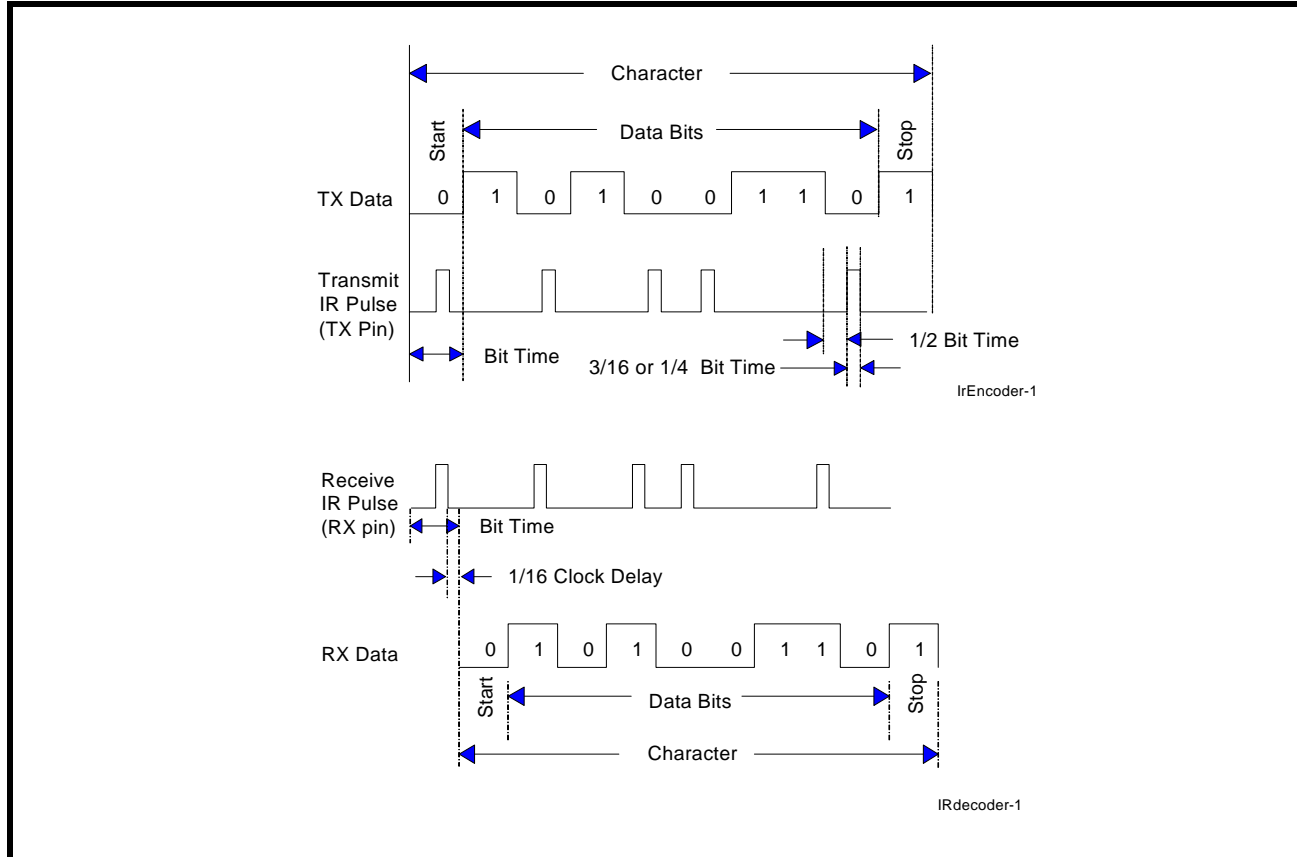 Character
Start
Data Bits
Stop
TX Data
0 1 0 1 0 0 1 1 0 1
Transmit
IR Pulse
(TX Pin)
Bit Time
1/2 Bit Time
3/16 or 1/4 Bit Time
IrEncoder-1
Receive
IR Pulse
(RX pin)
Bit Time
1/16 Clock Delay
RX Data
0 1 0 1 0 0 1 1 0 1
Start
Data Bits
Stop
Character
IRdecoder-1